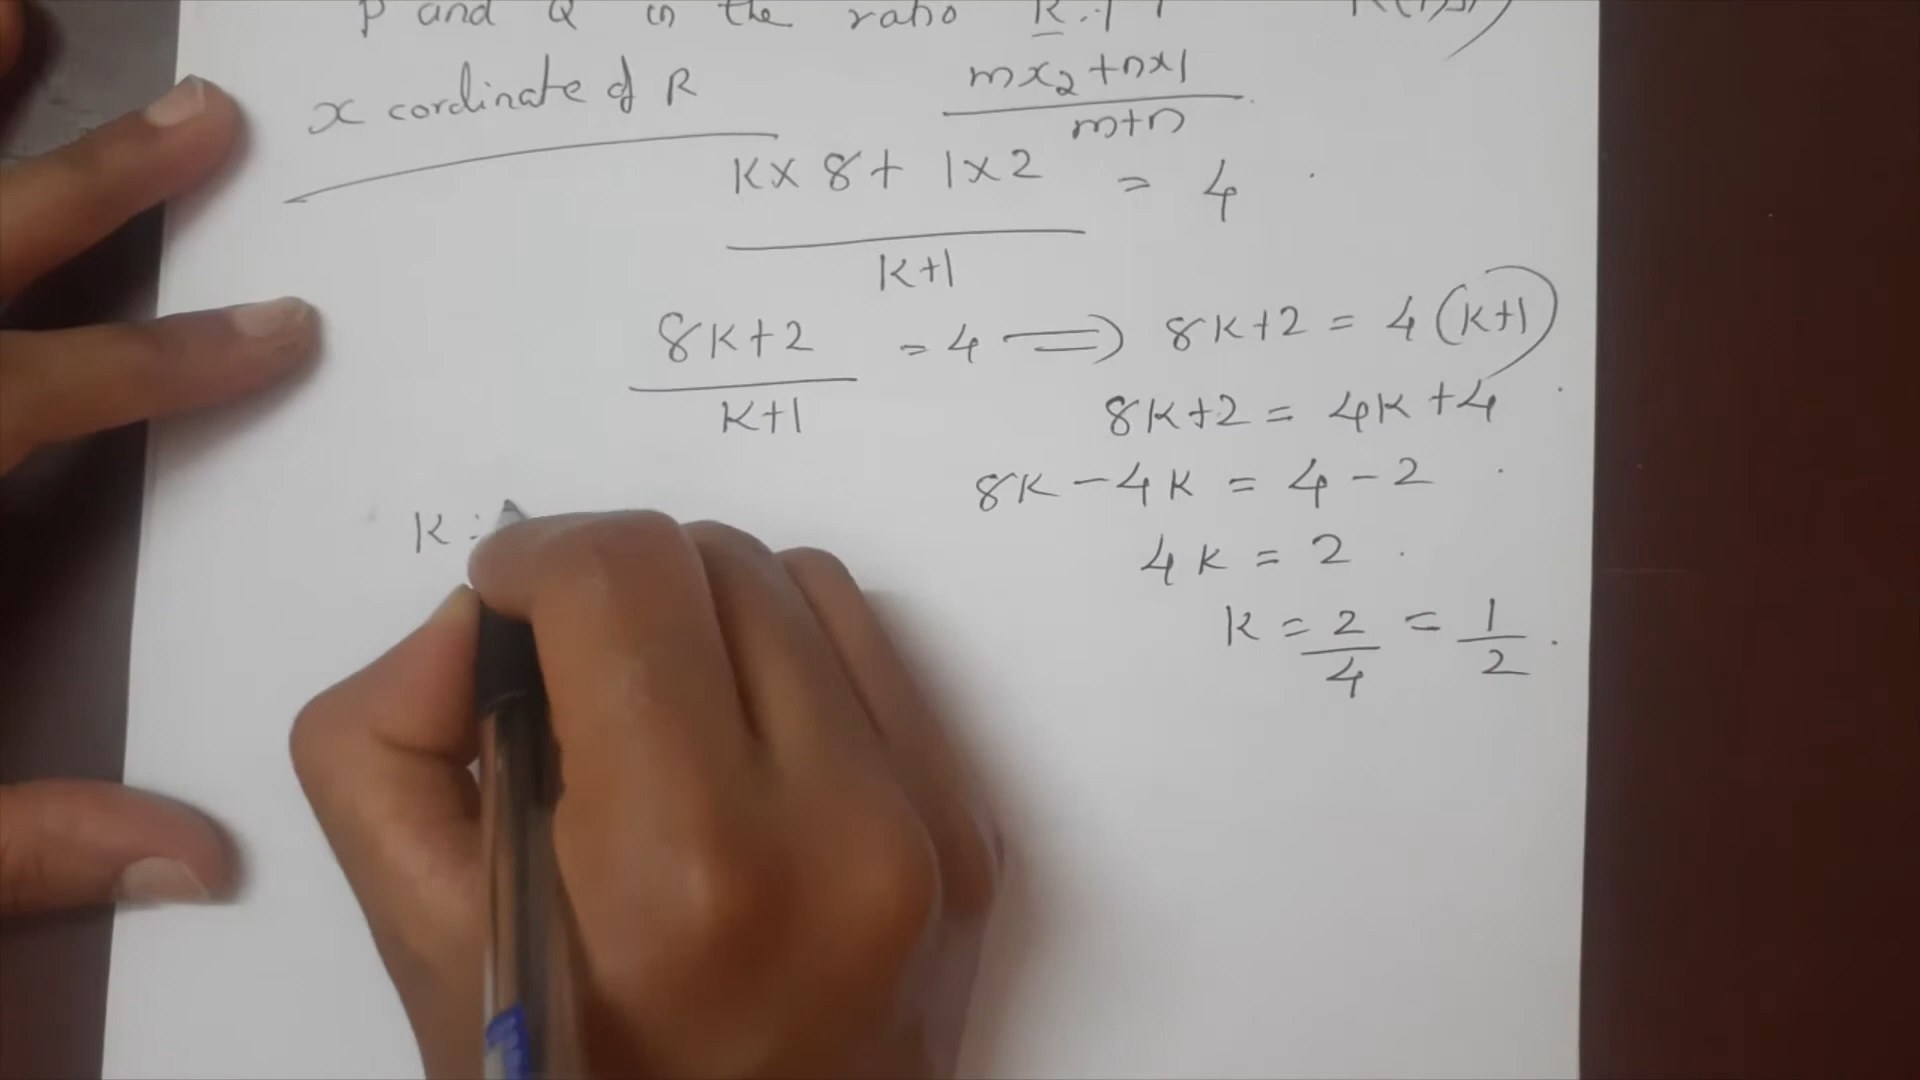 P and Q in the ratio K:1
x cordinate of R
mx2 + nx1
m+n
K x 8 + 1 x 2 = 4
K+1
8K+2 = 4 ⟹ 8K+2 = 4 (K+1)
K+1
8K+2 = 4K+4
8K - 4K = 4 - 2
4K = 2
K :
K = 2/4 = 1/2